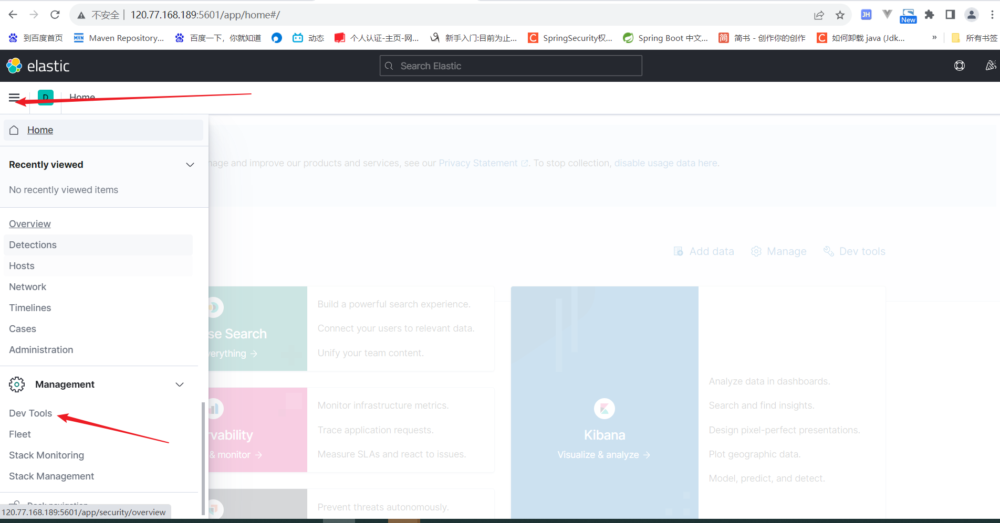 不安全 120.77.168.189:5601/app/home#/
JH
New
到百度首页 Maven Repository... 百度一下，你就知道 动态 个人认证-主页-网... 新手入门:目前为止... SpringSecurity权... Spring Boot 中文... 简书 - 创作你的创作 如何卸载 java (Jdk... » 所有书签
elastic Search Elastic
D Home
Home
Recently viewed
nage and improve our products and services, see our Privacy Statement. To stop collection, disable usage data here.
No recently viewed items
Overview
Detections
Add data Manage Dev tools
Hosts
Network
Timelines
Cases
Administration
Build a powerful search experience.
se Search
Connect your users to relevant data.
verything →
Unify your team content.
Management
Dev Tools
Fleet
Stack Monitoring
Stack Management
Monitor infrastructure metrics.
rvability
Trace application requests.
& monitor →
Measure SLAs and react to issues.
Kibana
Visualize & analyze →
Analyze data in dashboards.
Search and find insights.
Design pixel-perfect presentations.
Plot geographic data.
Model, predict, and detect.
Prevent threats autonomously.
Dock navigation
120.77.168.189:5601/app/security/overview